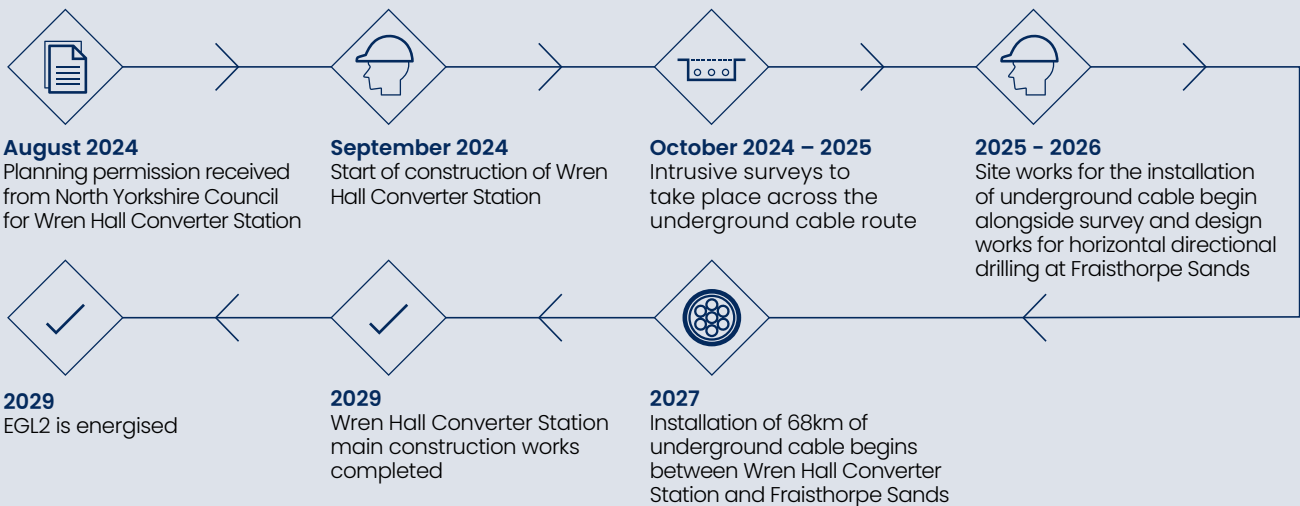 August 2024
Planning permission received
from North Yorkshire Council
for Wren Hall Converter Station
September 2024
Start of construction of Wren
Hall Converter Station
October 2024 – 2025
Intrusive surveys to
take place across the
underground cable route
2025 - 2026
Site works for the installation
of underground cable begin
alongside survey and design
works for horizontal directional
drilling at Fraisthorpe Sands
2027
Installation of 68km of
underground cable begins
between Wren Hall Converter
Station and Fraisthorpe Sands
2029
Wren Hall Converter Station
main construction works
completed
2029
EGL2 is energised